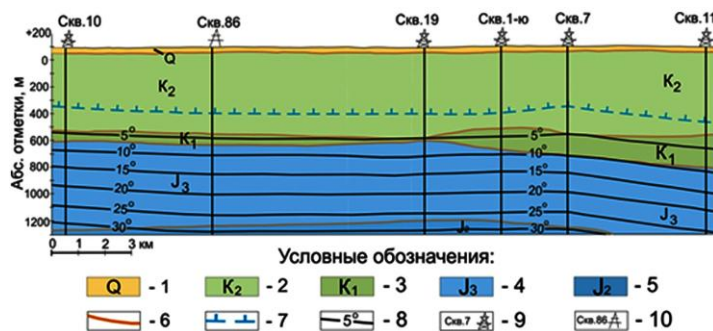 Скв.10 Скв.86 Скв.19 Скв.1-ю Скв.7 Скв.11
+200
0
200
400
600
800
1000
1200
Абс. отметки, м
Q
K2 K2
5° K1 5°
10° 10° K1
15° J3 15°
20° 20°
25° 25° J3
30° J2 30°
0 1 2 3 км
Условные обозначения:
Q - 1 K2 - 2 K1 - 3 J3 - 4 J2 - 5
- 6 - 7 5° - 8 Скв.7 - 9 Скв.86 - 10